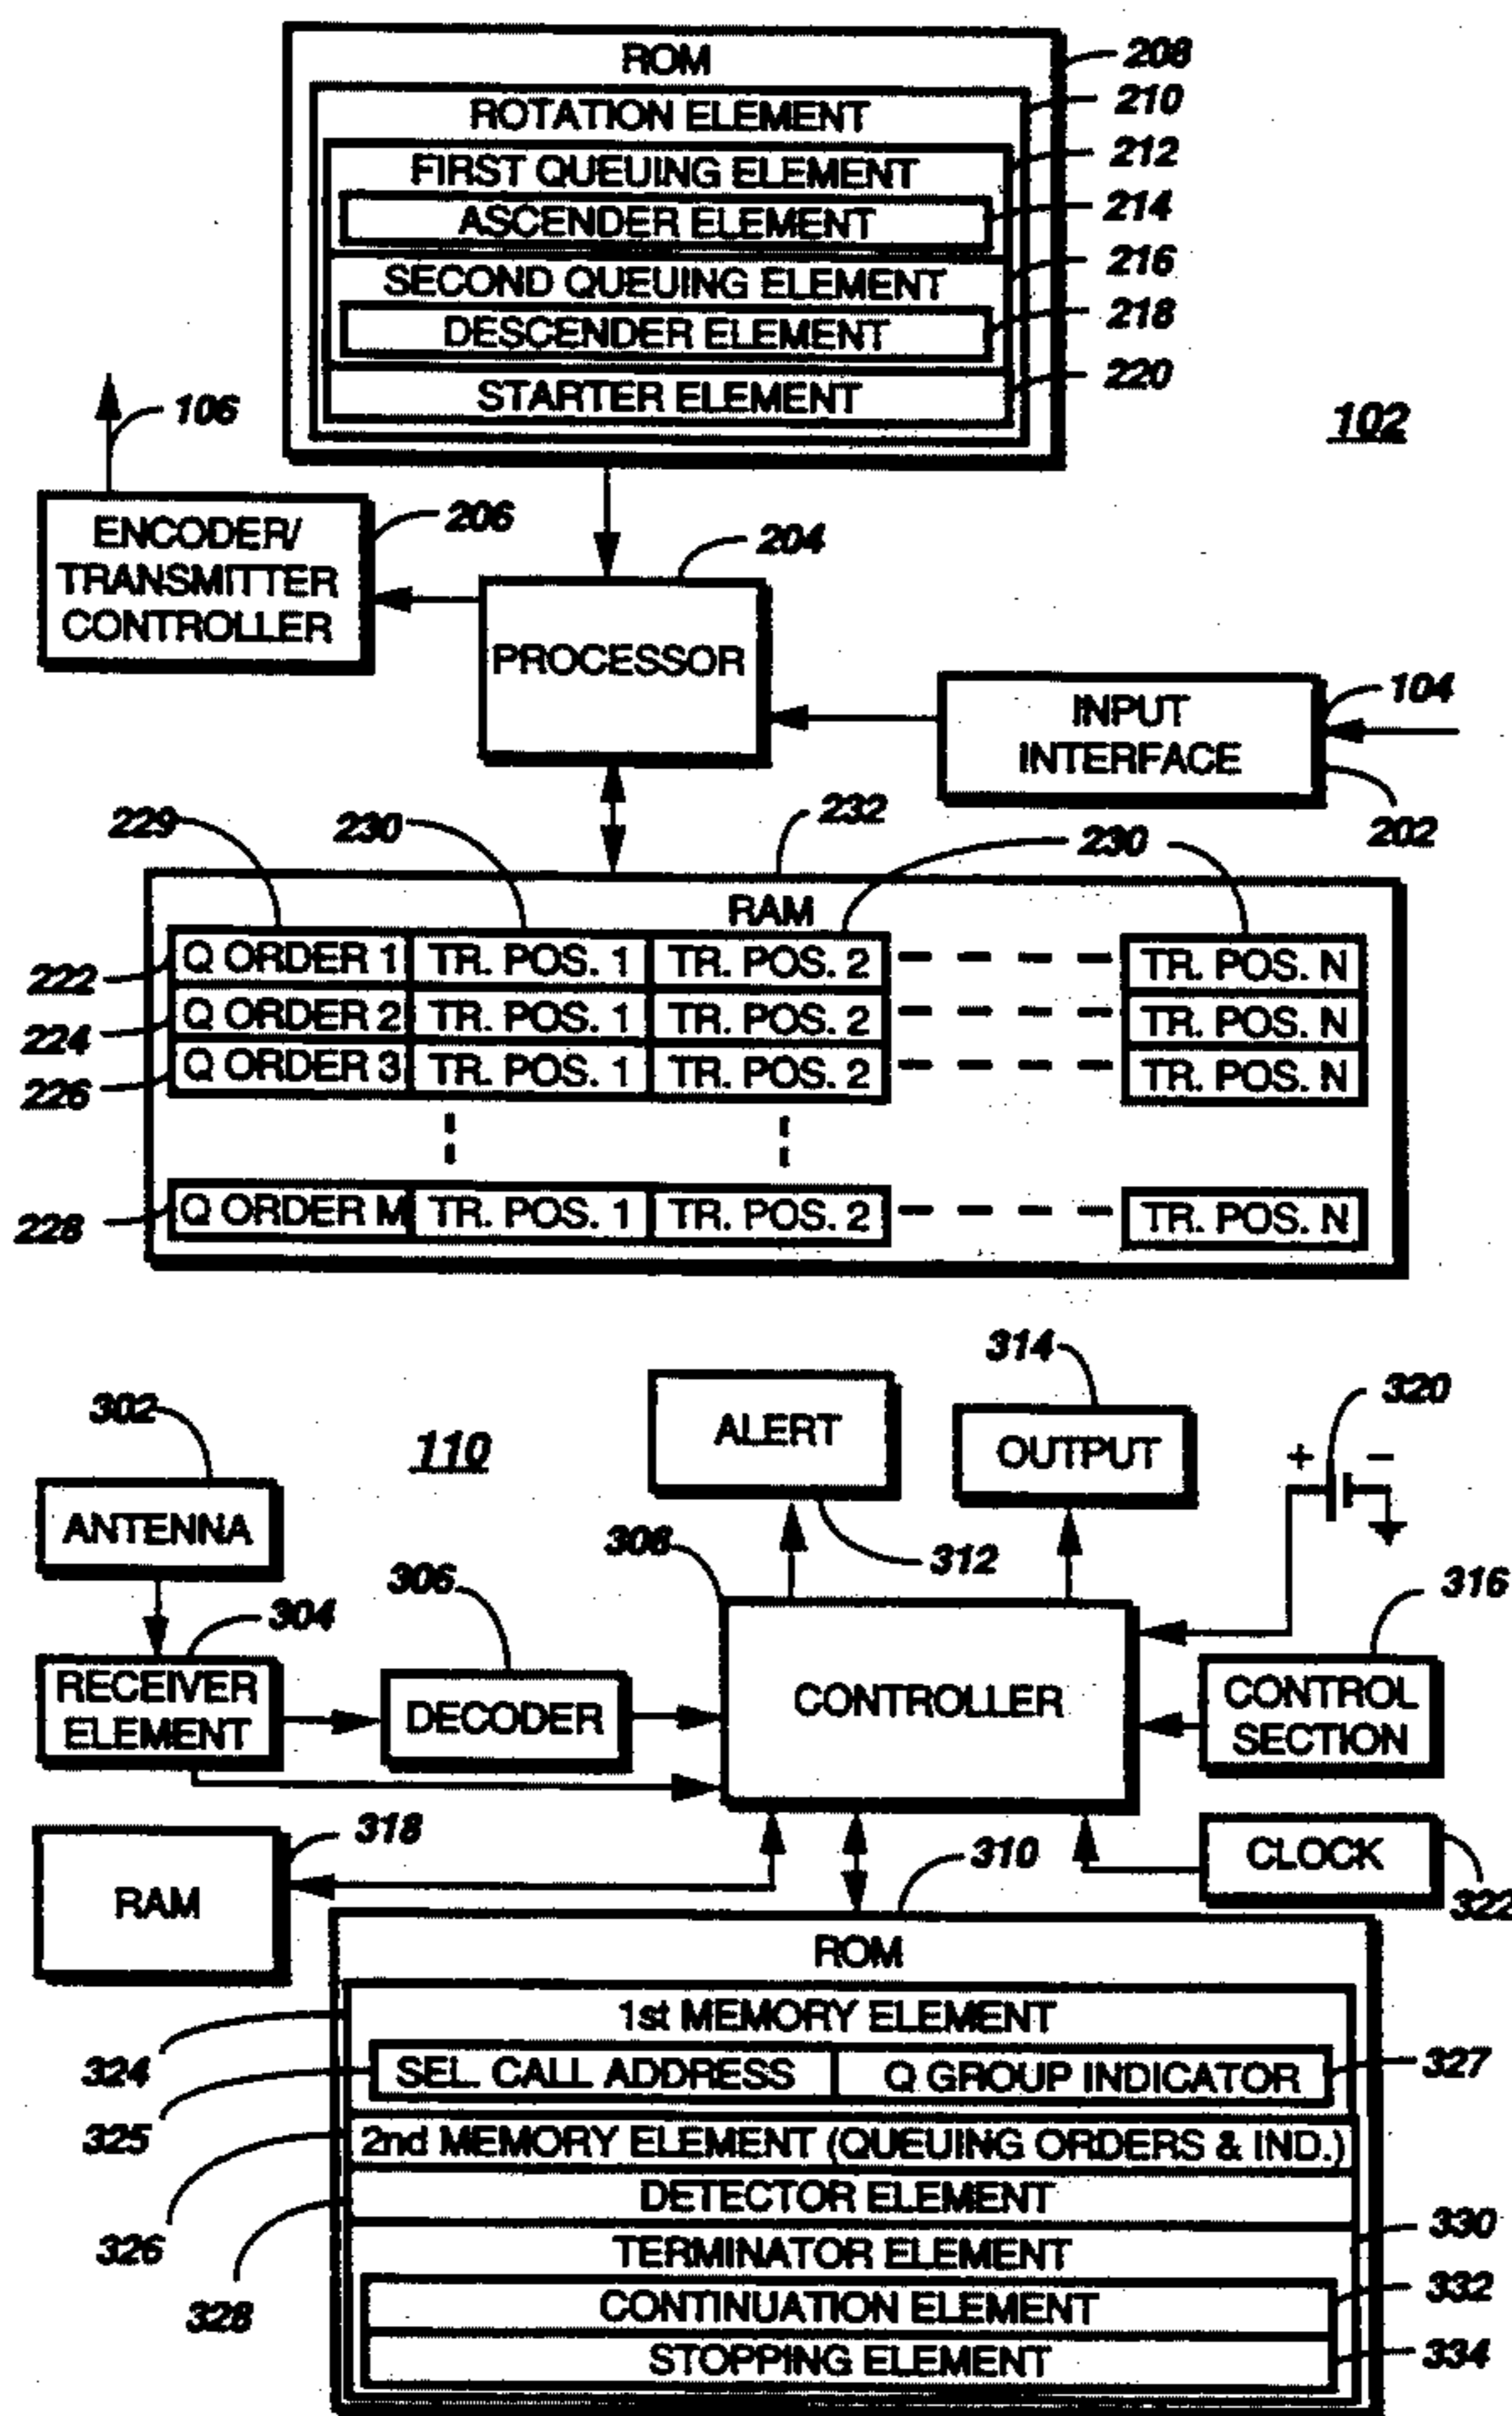 ROM
208
ROTATION ELEMENT
210
FIRST QUEUING ELEMENT
212
ASCENDER ELEMENT
214
SECOND QUEUING ELEMENT
216
DESCENDER ELEMENT
218
STARTER ELEMENT
220
106
102
ENCODER/
TRANSMITTER
CONTROLLER
206
204
PROCESSOR
INPUT
INTERFACE
104
202
229
230
232
230
RAM
222
Q ORDER 1 TR. POS. 1 TR. POS. 2 TR. POS. N
224
Q ORDER 2 TR. POS. 1 TR. POS. 2 TR. POS. N
226
Q ORDER 3 TR. POS. 1 TR. POS. 2 TR. POS. N
228
Q ORDER M TR. POS. 1 TR. POS. 2 TR. POS. N
302
110
ALERT
314
OUTPUT
320
+ −
ANTENNA
308
312
306
316
304
RECEIVER
ELEMENT
DECODER
CONTROLLER
CONTROL
SECTION
318
RAM
310
CLOCK
322
ROM
1st MEMORY ELEMENT
324
SEL. CALL ADDRESS Q GROUP INDICATOR
327
325
2nd MEMORY ELEMENT (QUEUING ORDERS & IND.)
326
DETECTOR ELEMENT
328
TERMINATOR ELEMENT
330
CONTINUATION ELEMENT
332
STOPPING ELEMENT
334